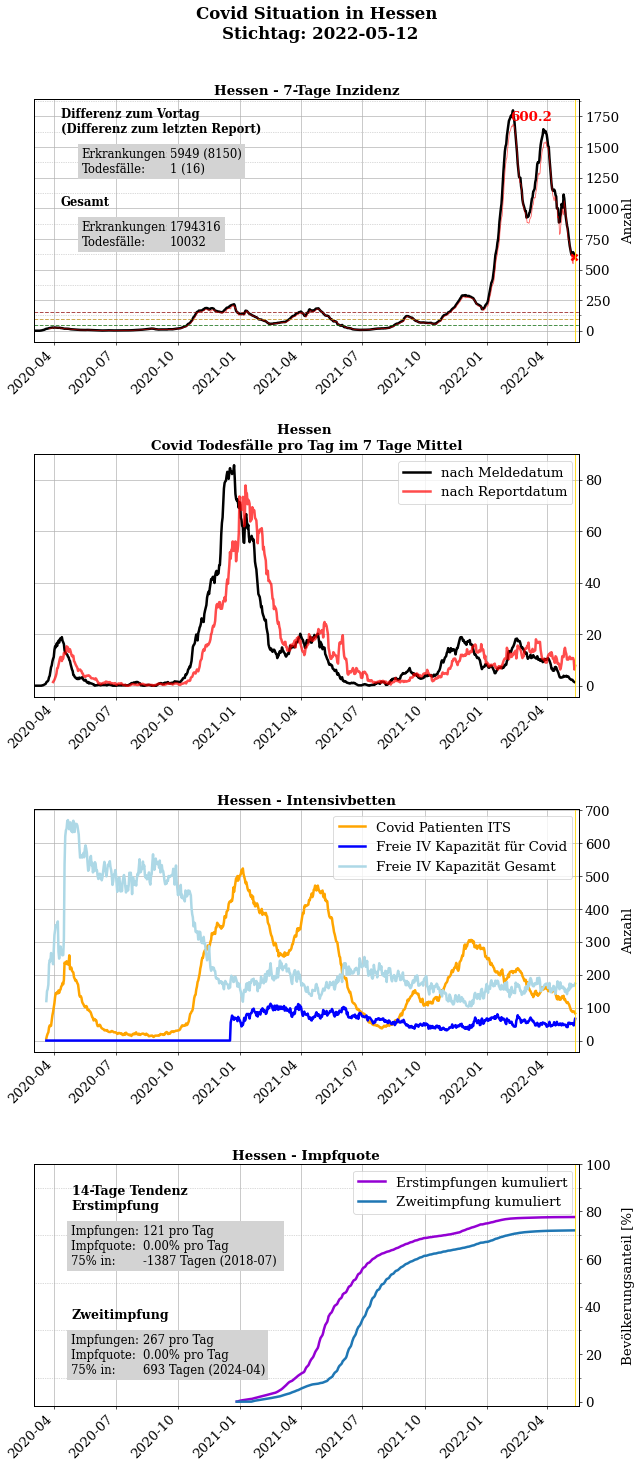 Covid Situation in Hessen
Stichtag: 2022-05-12
Hessen - 7-Tage Inzidenz
Differenz zum Vortag
(Differenz zum letzten Report)
Erkrankungen 5949 (8150)
Todesfälle: 1 (16)
Gesamt
Erkrankungen 1794316
Todesfälle: 10032
600.2
1750
1500
1250
1000
750
500
250
0
Anzahl
2020-04
2020-07
2020-10
2021-01
2021-04
2021-07
2021-10
2022-01
2022-04
Hessen
Covid Todesfälle pro Tag im 7 Tage Mittel
nach Meldedatum
nach Reportdatum
80
60
40
20
0
2020-04
2020-07
2020-10
2021-01
2021-04
2021-07
2021-10
2022-01
2022-04
Hessen - Intensivbetten
Covid Patienten ITS
Freie IV Kapazität für Covid
Freie IV Kapazität Gesamt
700
600
500
400
300
200
100
0
Anzahl
2020-04
2020-07
2020-10
2021-01
2021-04
2021-07
2021-10
2022-01
2022-04
Hessen - Impfquote
14-Tage Tendenz
Erstimpfung
Impfungen: 121 pro Tag
Impfquote: 0.00% pro Tag
75% in: -1387 Tagen (2018-07)
Zweitimpfung
Impfungen: 267 pro Tag
Impfquote: 0.00% pro Tag
75% in: 693 Tagen (2024-04)
Erstimpfungen kumuliert
Zweitimpfung kumuliert
100
80
60
40
20
0
Bevölkerungsanteil [%]
2020-04
2020-07
2020-10
2021-01
2021-04
2021-07
2021-10
2022-01
2022-04